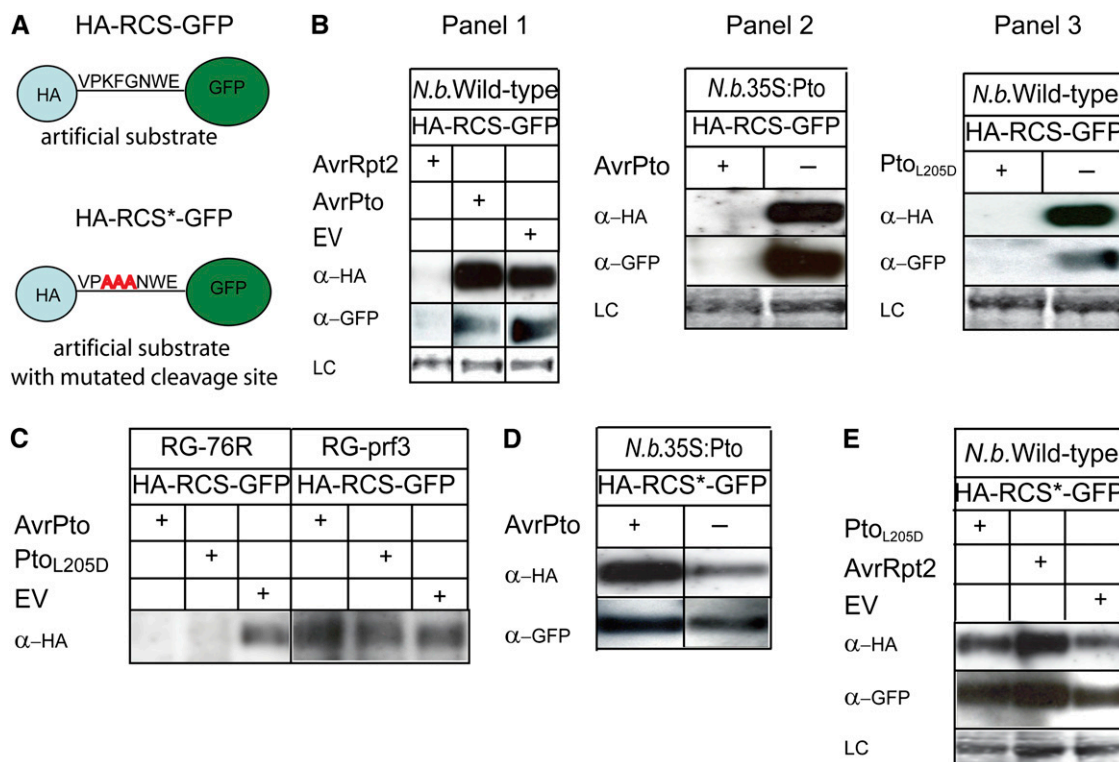 A
HA-RCS-GFP
HA
VPKFGNWE
GFP
artificial substrate
HA-RCS*-GFP
HA
VPAAANWE
GFP
artificial substrate
with mutated cleavage site
B
Panel 1
N.b.Wild-type
HA-RCS-GFP
AvrRpt2 +
AvrPto +
EV +
α–HA
α–GFP
LC
Panel 2
N.b.35S:Pto
HA-RCS-GFP
AvrPto + –
α–HA
α–GFP
LC
Panel 3
N.b.Wild-type
HA-RCS-GFP
PtoL205D + –
α–HA
α–GFP
LC
C
RG-76R RG-prf3
HA-RCS-GFP HA-RCS-GFP
AvrPto + +
PtoL205D + +
EV + +
α–HA
D
N.b.35S:Pto
HA-RCS*-GFP
AvrPto + –
α–HA
α–GFP
E
N.b.Wild-type
HA-RCS*-GFP
PtoL205D +
AvrRpt2 +
EV +
α–HA
α–GFP
LC